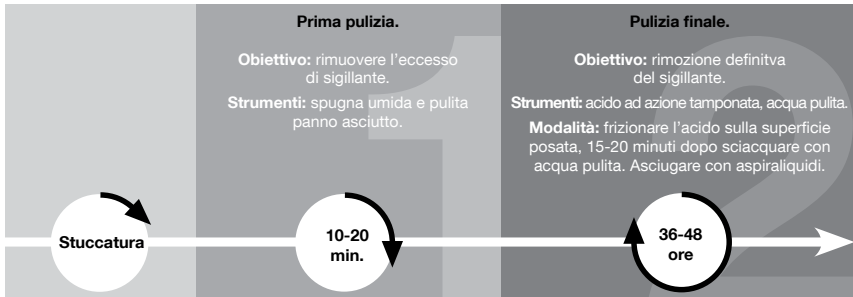 Prima pulizia.
Obiettivo: rimuovere l'eccesso
di sigillante.
Strumenti: spugna umida e pulita
panno asciutto.
1
Pulizia finale.
Obiettivo: rimozione definitva
del sigillante.
Strumenti: acido ad azione tamponata, acqua pulita.
Modalità: frizionare l'acido sulla superficie
posata, 15-20 minuti dopo sciacquare con
acqua pulita. Asciugare con aspiraliquidi.
2
Stuccatura
10-20
min.
36-48
ore